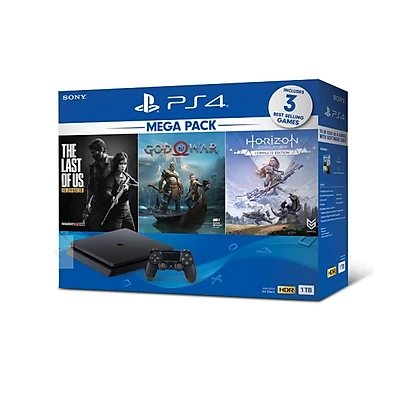 SONY
PS4
INCLUDES
3
BEST SELLING
GAMES
MEGA PACK
THE
LAST
OF US
REMASTERED
GOD OF WAR
HORIZON
COMPLETE EDITION
HDR
1TB